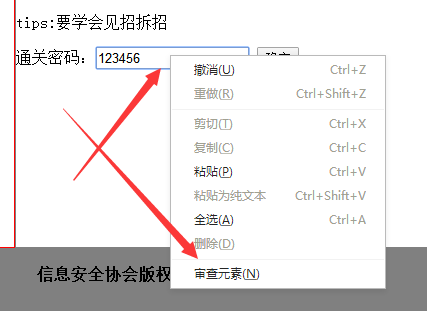 tips:要学会见招拆招
通关密码：123456
撤消(U) Ctrl+Z
重做(R) Ctrl+Shift+Z
剪切(T) Ctrl+X
复制(C) Ctrl+C
粘贴(P) Ctrl+V
粘贴为纯文本 Ctrl+Shift+V
全选(A) Ctrl+A
删除(D)
审查元素(N)
信息安全协会版权